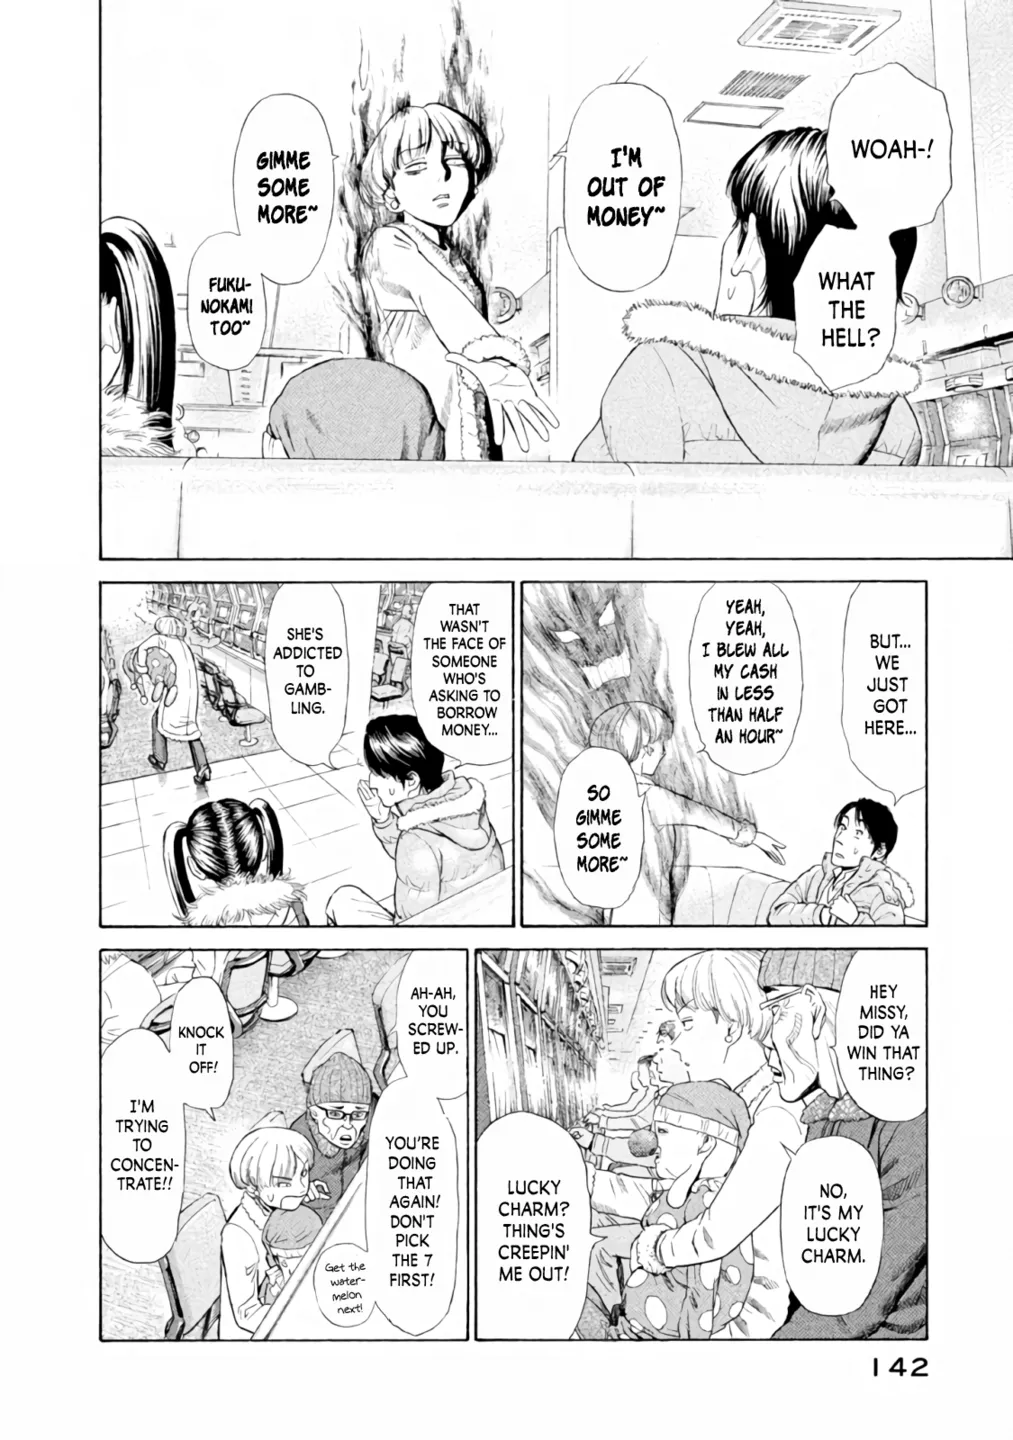 WOAH-!
WHAT
THE
HELL?
I'M
OUT OF
MONEY~
GIMME
SOME
MORE~
FUKU-
NOKAMI
TOO~
BUT...
WE
JUST
GOT
HERE...
YEAH,
YEAH,
I BLEW ALL
MY CASH
IN LESS
THAN HALF
AN HOUR~
SO
GIMME
SOME
MORE~
THAT
WASN'T
THE FACE OF
SOMEONE
WHO'S
ASKING TO
BORROW
MONEY...
SHE'S
ADDICTED
TO
GAMB-
LING.
HEY
MISSY,
DID YA
WIN THAT
THING?
NO,
IT'S MY
LUCKY
CHARM.
LUCKY
CHARM?
THING'S
CREEPIN'
ME OUT!
AH-AH,
YOU
SCREW-
ED UP.
YOU'RE
DOING
THAT
AGAIN!
DON'T
PICK
THE 7
FIRST!
Get the
water-
melon
next!
KNOCK
IT
OFF!
I'M
TRYING
TO
CONCEN-
TRATE!!
142